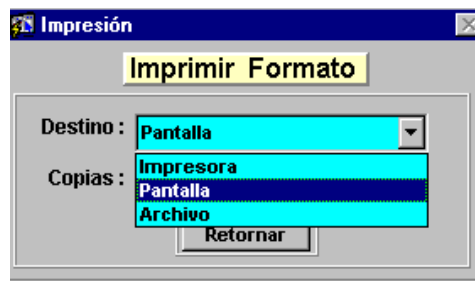 Impresión
Imprimir Formato
Destino : Pantalla
Impresora
Copias :
Pantalla
Archivo
Retornar